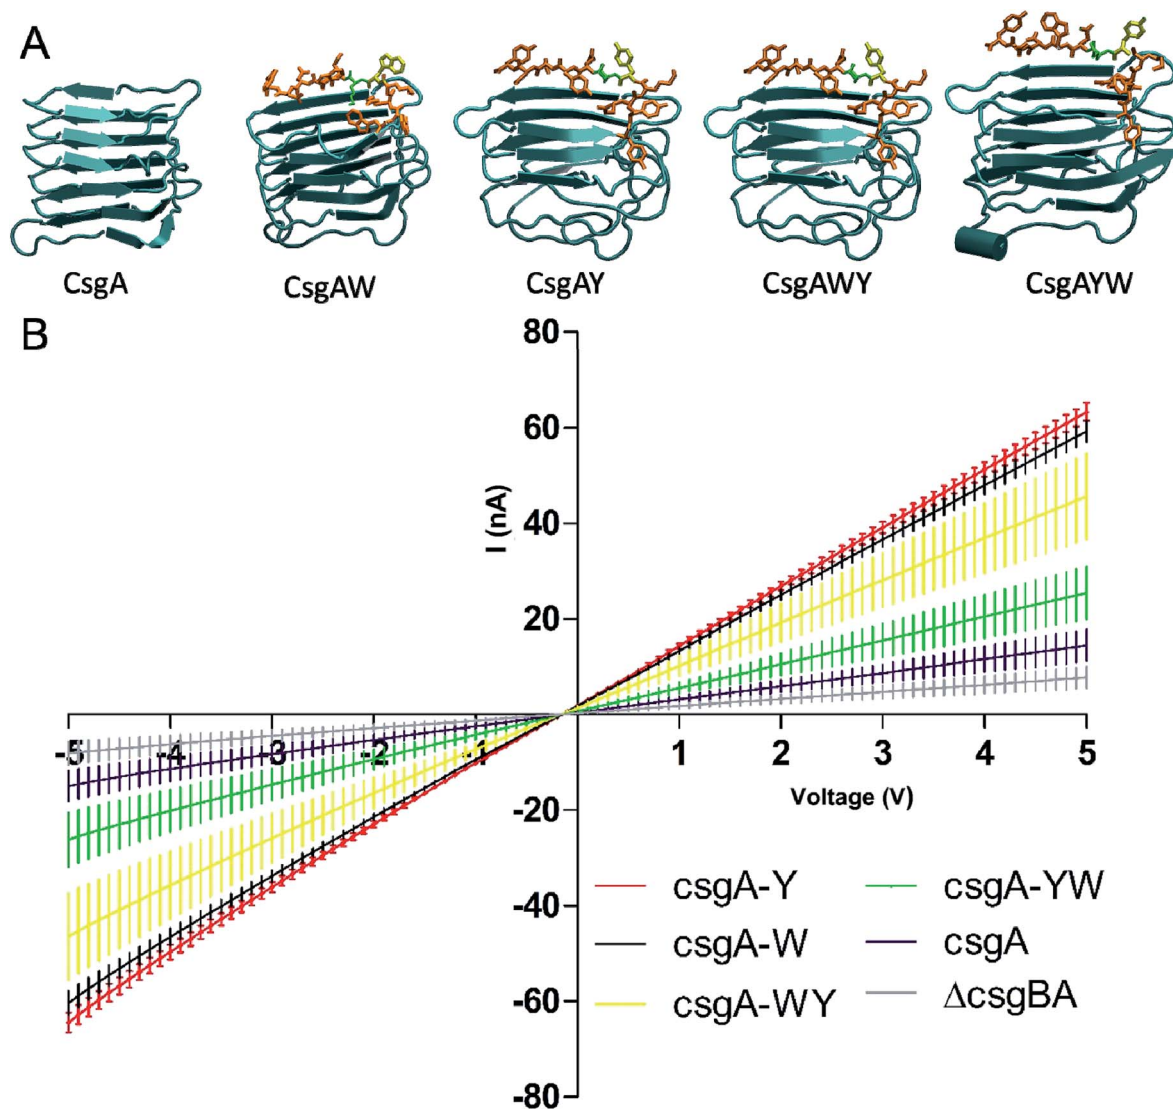 A
CsgA
CsgAW
CsgAY
CsgAWY
CsgAYW
B
80
60
40
20
-20
-40
-60
-80
I (nA)
-5 -4 -3 -2 -1 1 2 3 4 5
Voltage (V)
csgA-Y
csgA-W
csgA-WY
csgA-YW
csgA
ΔcsgBA